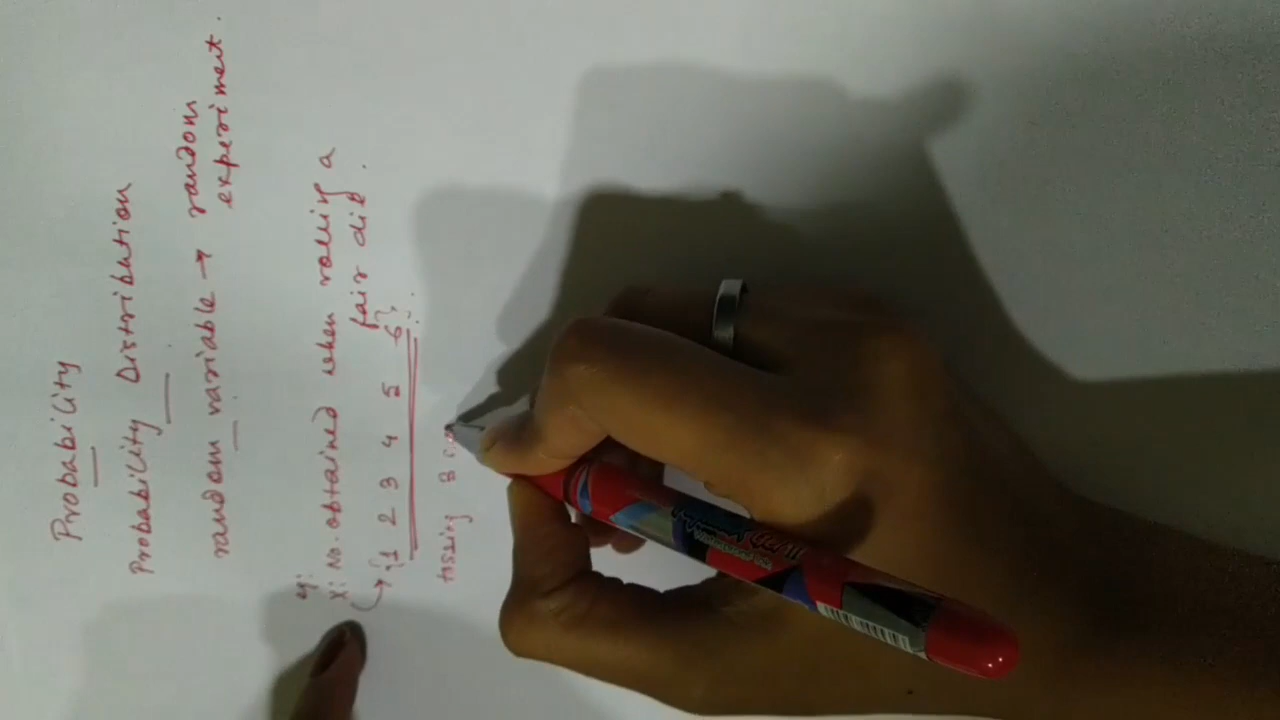 Probability
Probability Distribution
random variable → random
experiment.
eg:
X: No. obtained when rolling a
fair die.
{1 2 3 4 5 6}
tossing 3